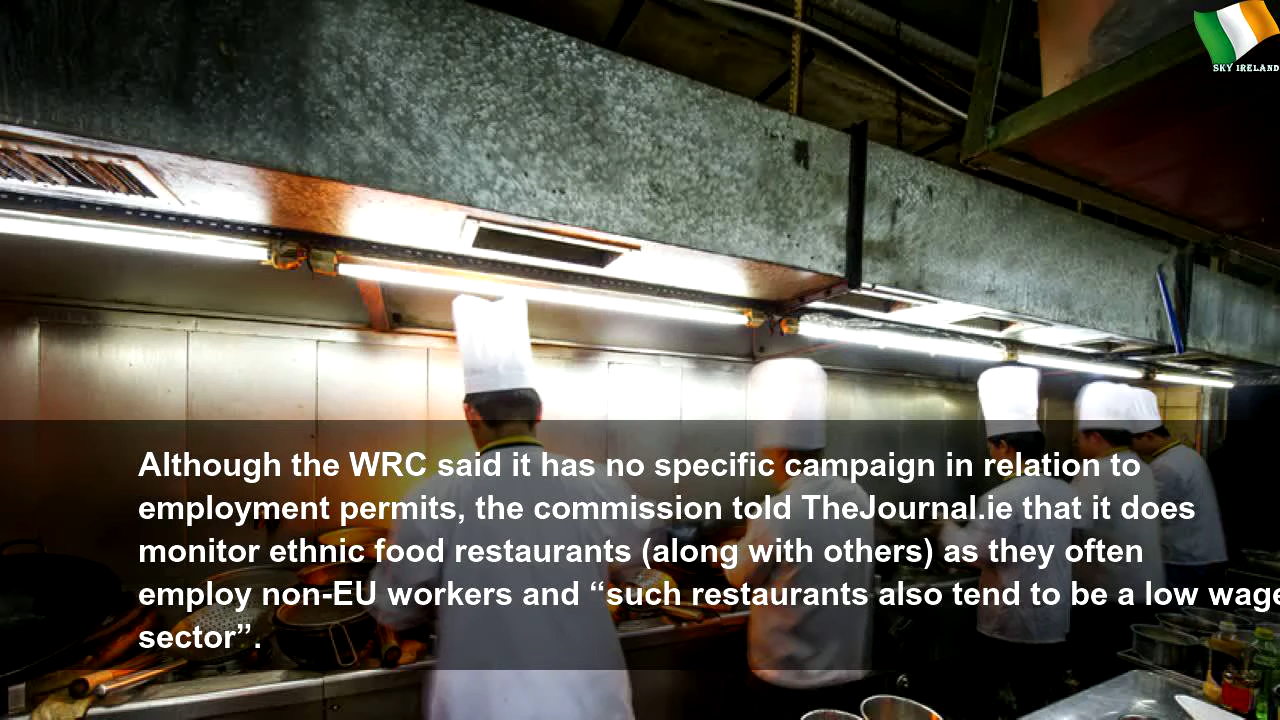 SKY IRELAND
Although the WRC said it has no specific campaign in relation to
employment permits, the commission told TheJournal.ie that it does
monitor ethnic food restaurants (along with others) as they often
employ non-EU workers and “such restaurants also tend to be a low wage
sector”.